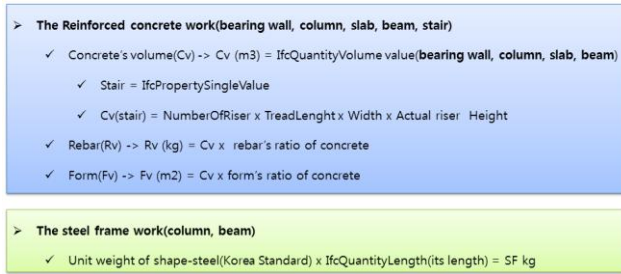 ➢ The Reinforced concrete work(bearing wall, column, slab, beam, stair)
✓ Concrete's volume(Cv) -> Cv (m3) = IfcQuantityVolume value(bearing wall, column, slab, beam)
✓ Stair = IfcPropertySingleValue
✓ Cv(stair) = NumberOfRiser x TreadLenght x Width x Actual riser Height
✓ Rebar(Rv) -> Rv (kg) = Cv x rebar's ratio of concrete
✓ Form(Fv) -> Fv (m2) = Cv x form's ratio of concrete
➢ The steel frame work(column, beam)
✓ Unit weight of shape-steel(Korea Standard) x IfcQuantityLength(its length) = SF kg